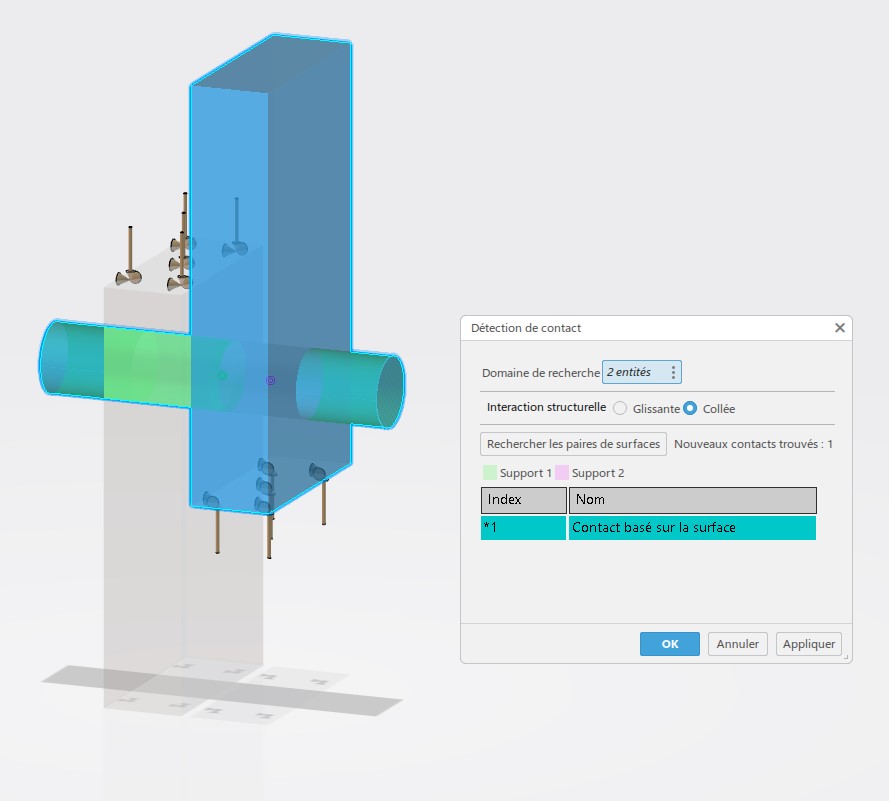 Détection de contact
Domaine de recherche 2 entités
Interaction structurelle Glissante Collée
Rechercher les paires de surfaces Nouveaux contacts trouvés : 1
Support 1 Support 2
Index Nom
*1 Contact basé sur la surface
OK Annuler Appliquer